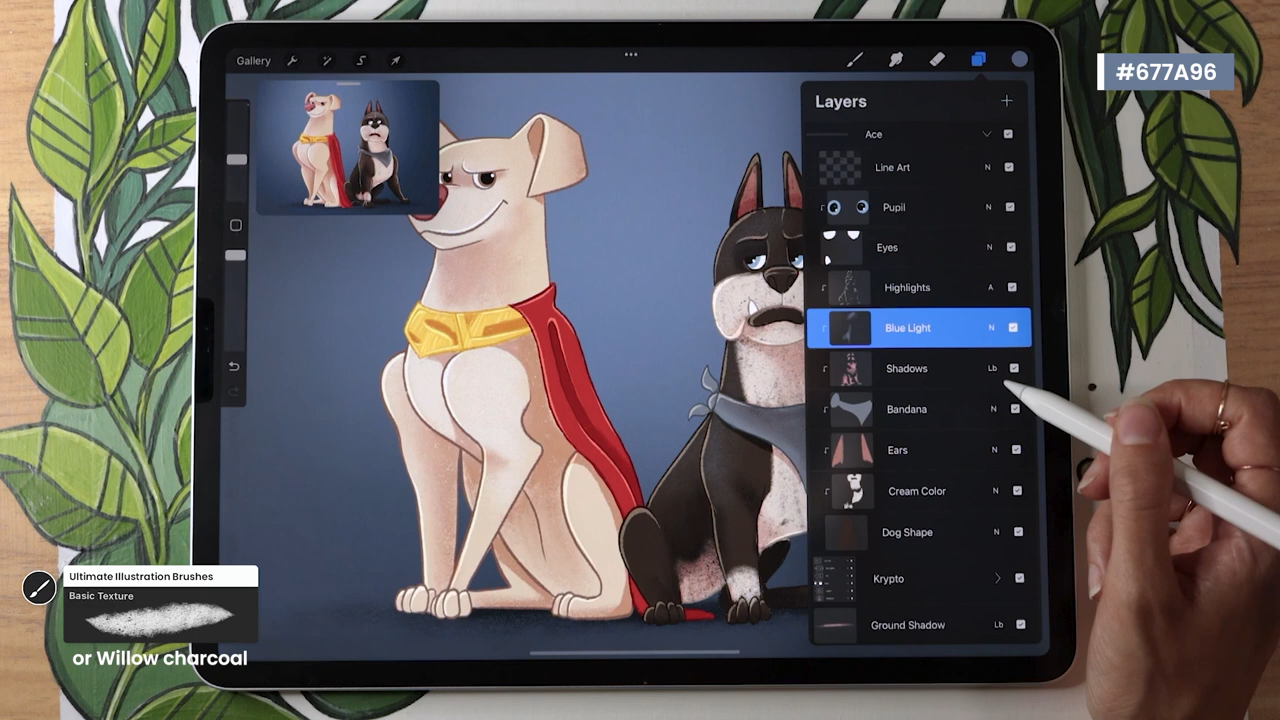 #677A96
Gallery
Layers
Ace
Line Art N
Pupil N
Eyes N
Highlights A
Blue Light N
Shadows Lb
Bandana N
Ears N
Cream Color N
Dog Shape N
Krypto
Ground Shadow Lb
Ultimate Illustration Brushes
Basic Texture
or Willow charcoal